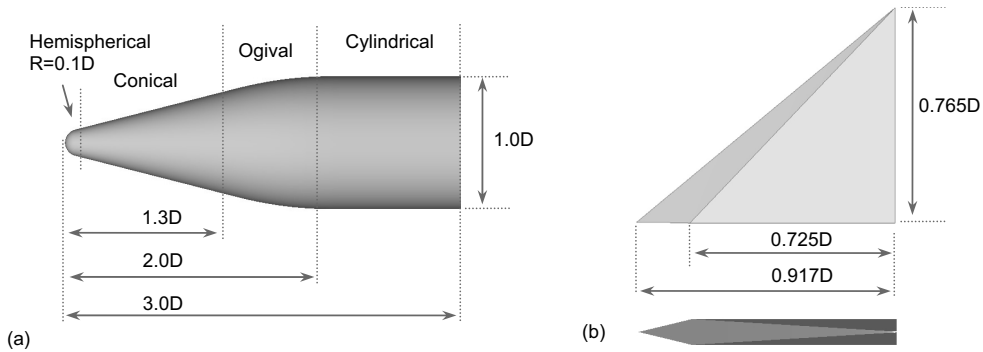 Hemispherical
R=0.1D
Conical
Ogival
Cylindrical
1.0D
1.3D
2.0D
3.0D
(a)
0.765D
0.725D
0.917D
(b)